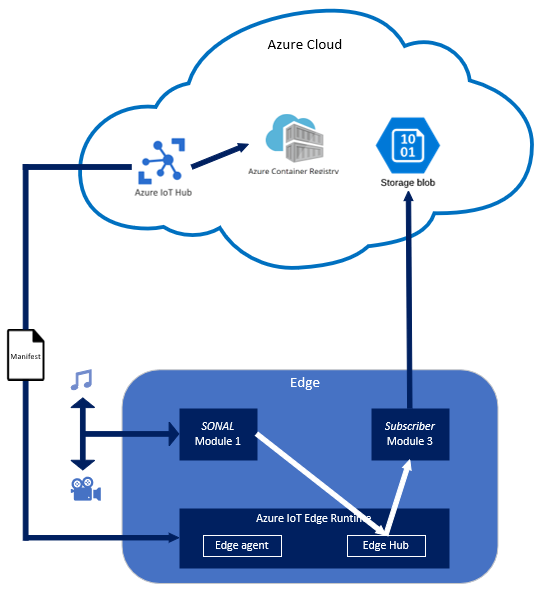 Azure Cloud
10
01
Azure IoT Hub
Azure Container Registry
Storage blob
Manifest
Edge
SONAL
Module 1
Subscriber
Module 3
Azure IoT Edge Runtime
Edge agent
Edge Hub